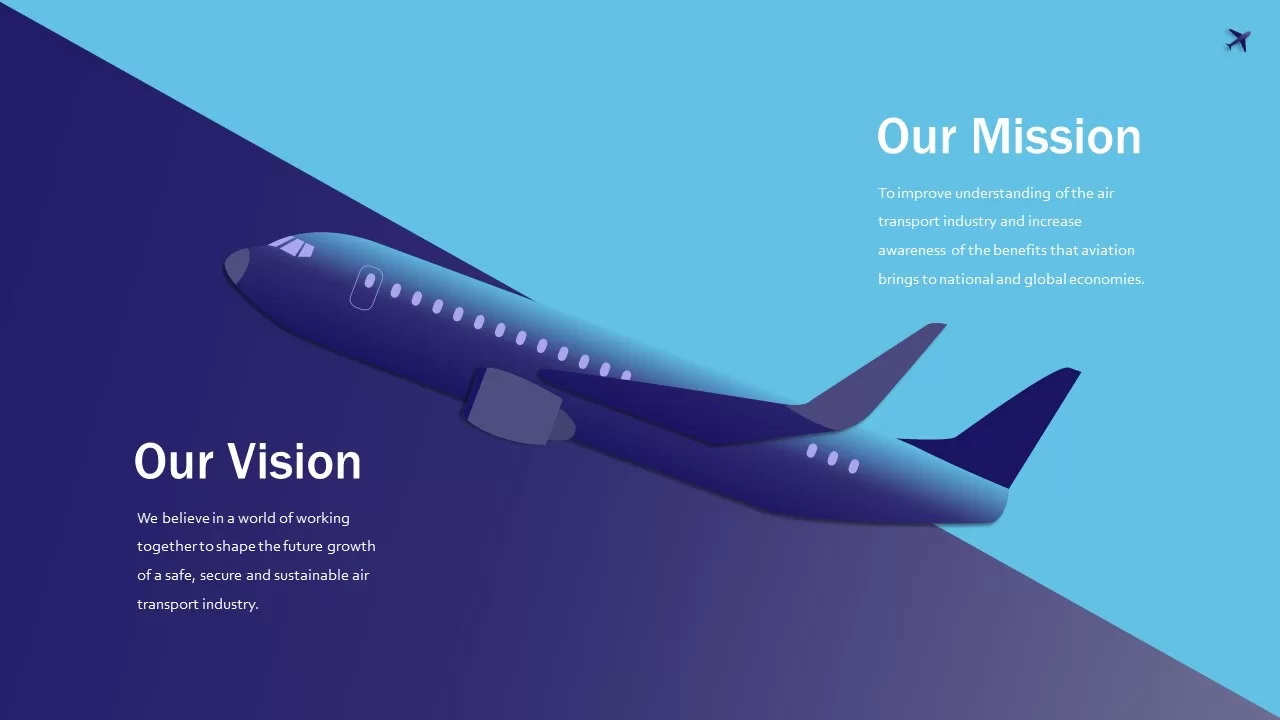 Our Mission
To improve understanding of the air
transport industry and increase
awareness of the benefits that aviation
brings to national and global economies.
Our Vision
We believe in a world of working
together to shape the future growth
of a safe, secure and sustainable air
transport industry.